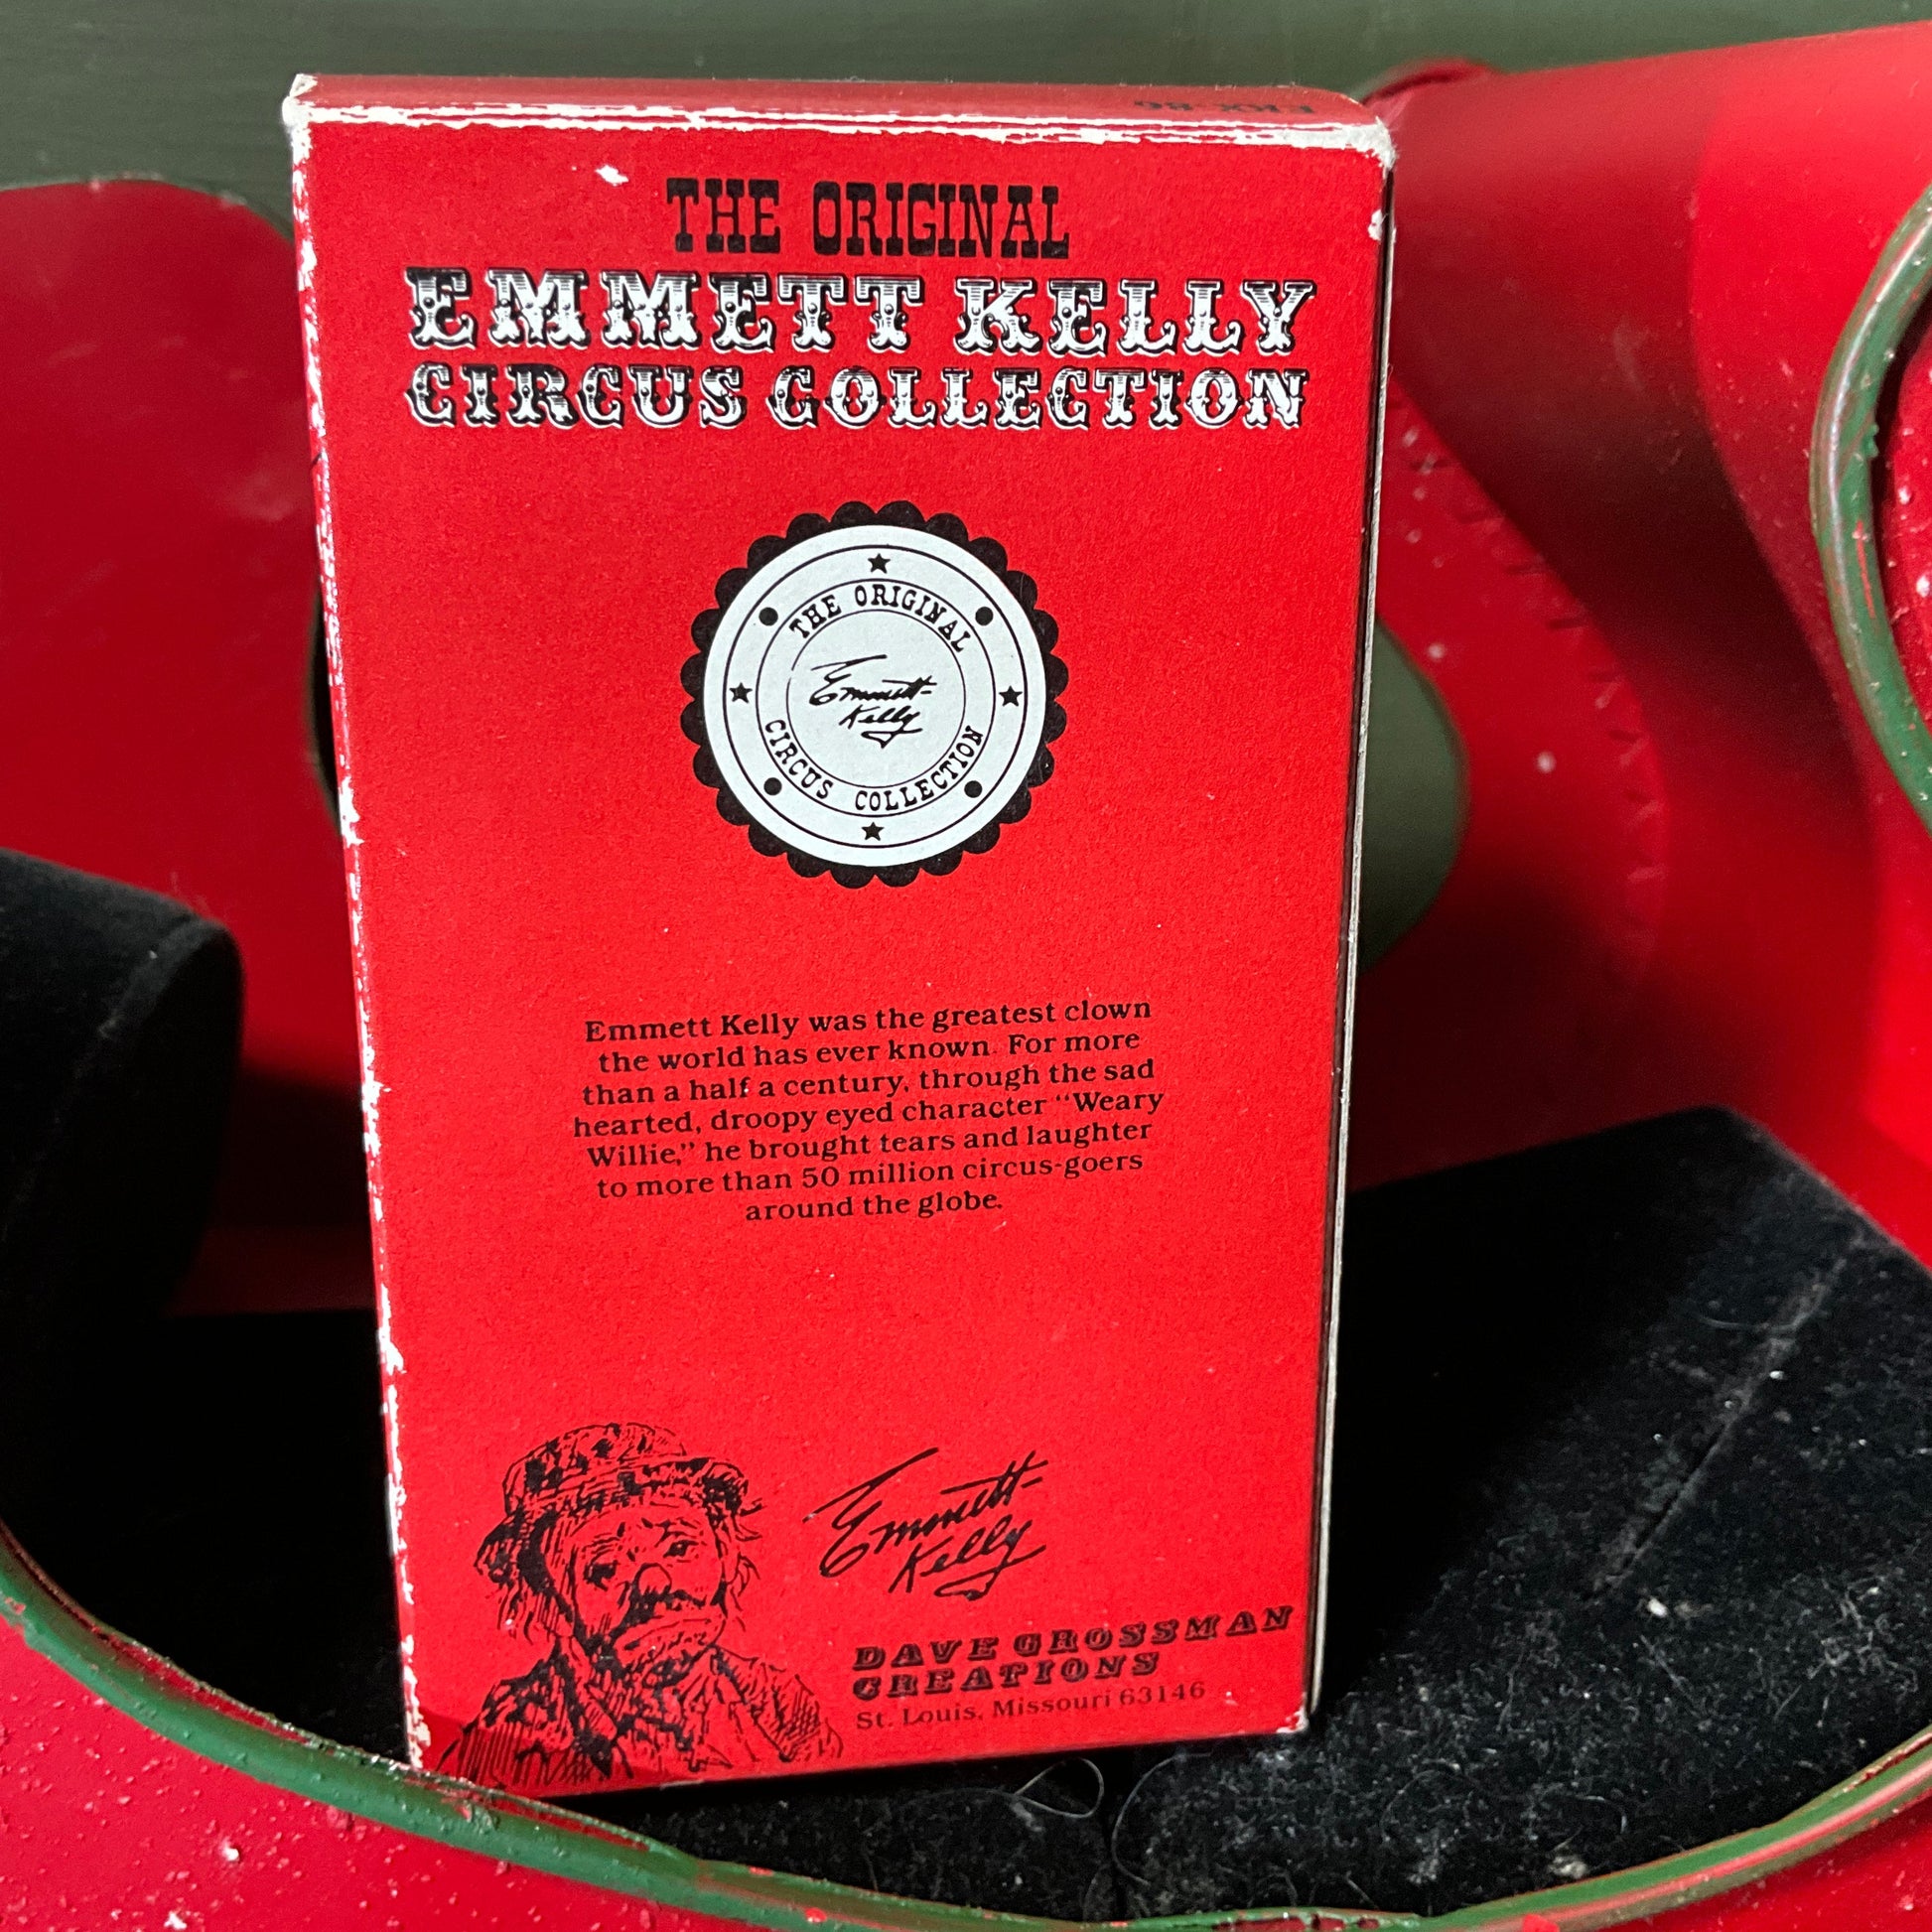 EKX-86
THE ORIGINAL
EMMETT KELLY
CIRCUS COLLECTION
THE ORIGINAL
Emmett
Kelly
CIRCUS COLLECTION
Emmett Kelly was the greatest clown
the world has ever known. For more
than a half a century, through the sad
hearted, droopy eyed character "Weary
Willie," he brought tears and laughter
to more than 50 million circus-goers
around the globe.
Emmett
Kelly
DAVE GROSSMAN
CREATIONS
St. Louis, Missouri 63146